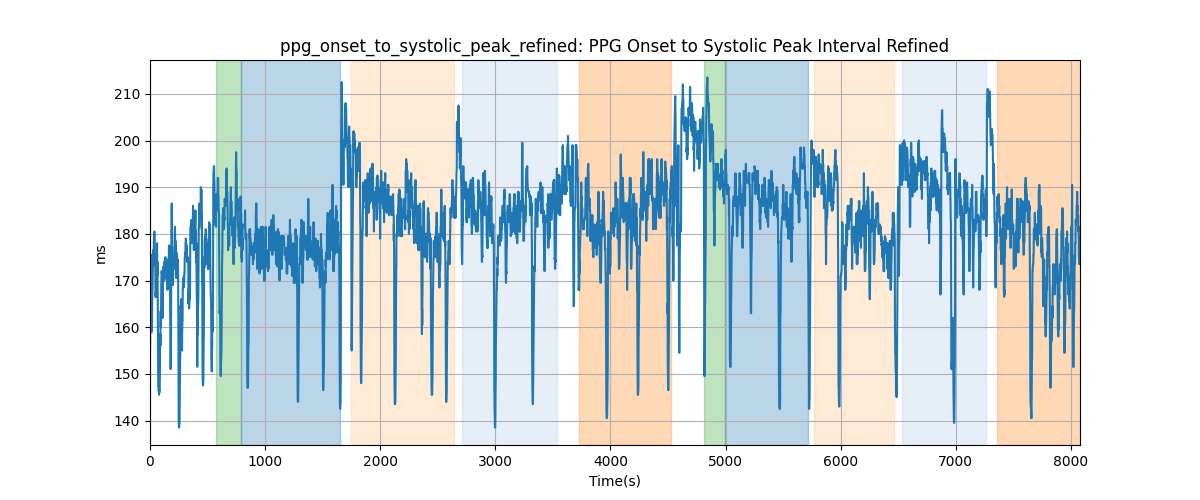 ppg_onset_to_systolic_peak_refined: PPG Onset to Systolic Peak Interval Refined
210
200
190
180
170
160
150
140
ms
0 1000 2000 3000 4000 5000 6000 7000 8000
Time(s)